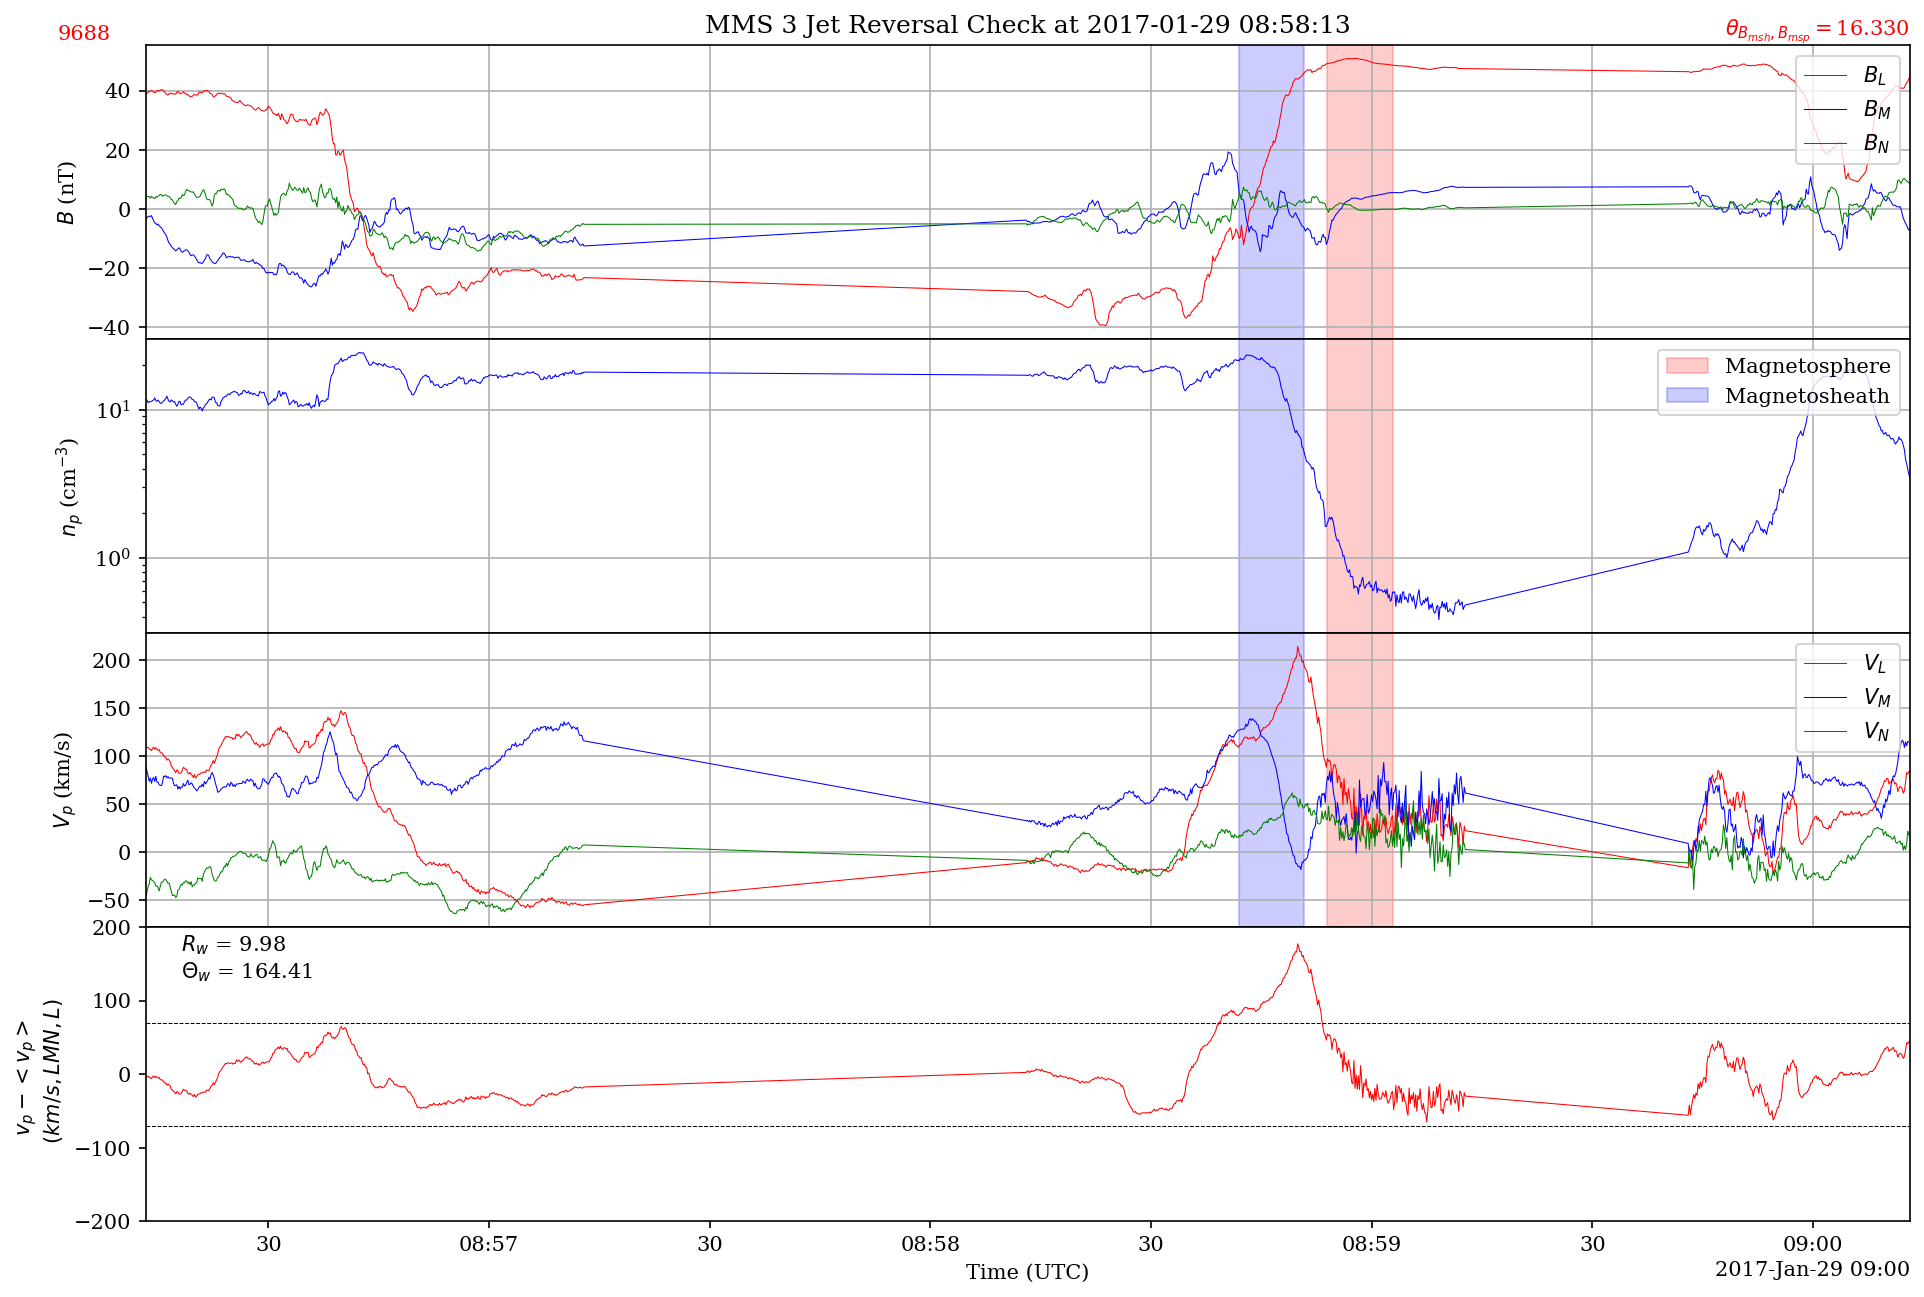 MMS 3 Jet Reversal Check at 2017-01-29 08:58:13
9688
θ_{B_{msh}, B_{msp}} = 16.330
40
20
0
−20
−40
B (nT)
B_L
B_M
B_N
10^1
10^0
n_p (cm^{−3})
Magnetosphere
Magnetosheath
200
150
100
50
0
−50
V_p (km/s)
V_L
V_M
V_N
200
100
0
−100
−200
v_p − < v_p >
(km/s, LMN, L)
R_w = 9.98
Θ_w = 164.41
30
08:57
30
08:58
30
08:59
30
09:00
Time (UTC)
2017-Jan-29 09:00